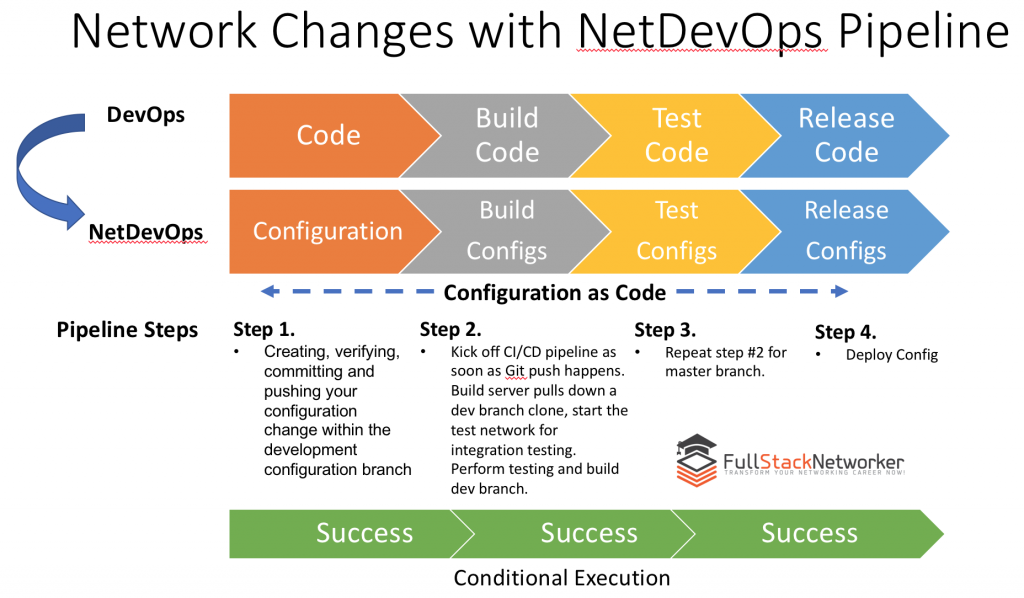 Network Changes with NetDevOps Pipeline
DevOps
Code
Build
Code
Test
Code
Release
Code
NetDevOps
Configuration
Build
Configs
Test
Configs
Release
Configs
Configuration as Code
Pipeline Steps
Step 1.
• Creating, verifying,
committing and
pushing your
configuration
change within the
development
configuration branch
Step 2.
• Kick off CI/CD pipeline as
soon as Git push happens.
Build server pulls down a
dev branch clone, start the
test network for
integration testing.
Perform testing and build
dev branch.
Step 3.
• Repeat step #2 for
master branch.
Step 4.
• Deploy Config
FullStackNetworker
TRANSFORM YOUR NETWORKING CAREER NOW!
Success
Success
Success
Conditional Execution